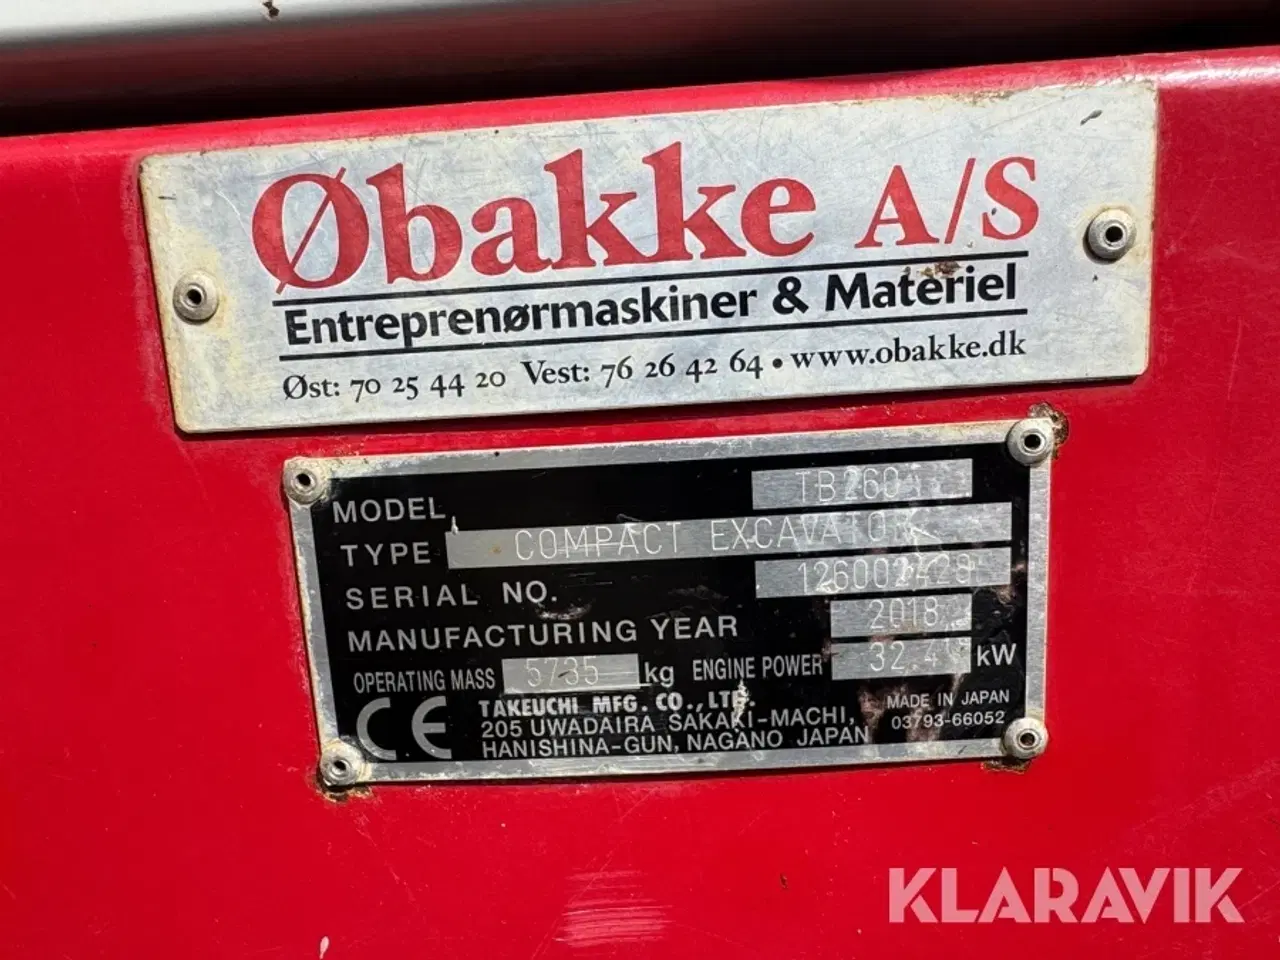 Øbakke A/S
Entreprenørmaskiner & Materiel
Øst: 70 25 44 20 Vest: 76 26 42 64 • www.obakke.dk
MODEL TB260
TYPE COMPACT EXCAVATOR
SERIAL NO.
MANUFACTURING YEAR 2018
OPERATING MASS 5735 kg ENGINE POWER kW
TAKEUCHI MFG. CO., LTD.
205 UWADAIRA SAKAKI-MACHI,
HANISHINA-GUN, NAGANO JAPAN
MADE IN JAPAN
03793-66052
CE
KLARAVIK